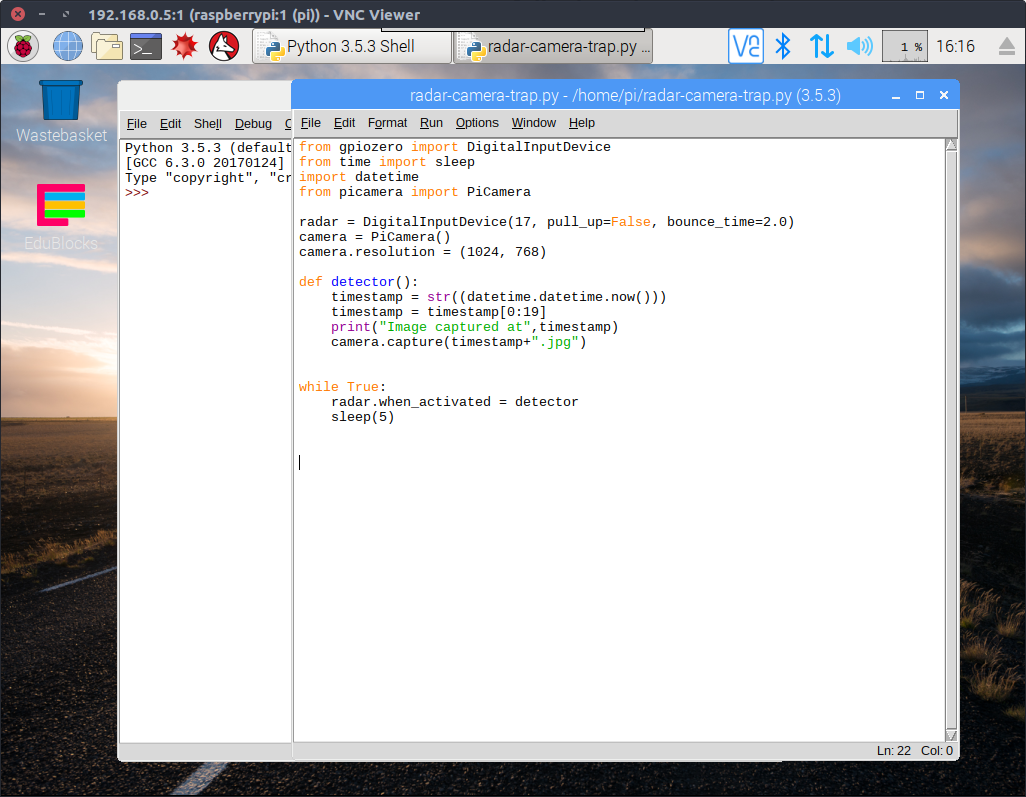 192.168.0.5:1 (raspberrypi:1 (pi)) - VNC Viewer
Python 3.5.3 Shell
radar-camera-trap.py ...
1 %
16:16
Wastebasket
EduBlocks
File Edit Shell Debug
Python 3.5.3 (default
[GCC 6.3.0 20170124]
Type "copyright", "cr
>>>
radar-camera-trap.py - /home/pi/radar-camera-trap.py (3.5.3)
File Edit Format Run Options Window Help
from gpiozero import DigitalInputDevice
from time import sleep
import datetime
from picamera import PiCamera
radar = DigitalInputDevice(17, pull_up=False, bounce_time=2.0)
camera = PiCamera()
camera.resolution = (1024, 768)
def detector():
    timestamp = str((datetime.datetime.now()))
    timestamp = timestamp[0:19]
    print("Image captured at",timestamp)
    camera.capture(timestamp+".jpg")
while True:
    radar.when_activated = detector
    sleep(5)
Ln: 22 Col: 0